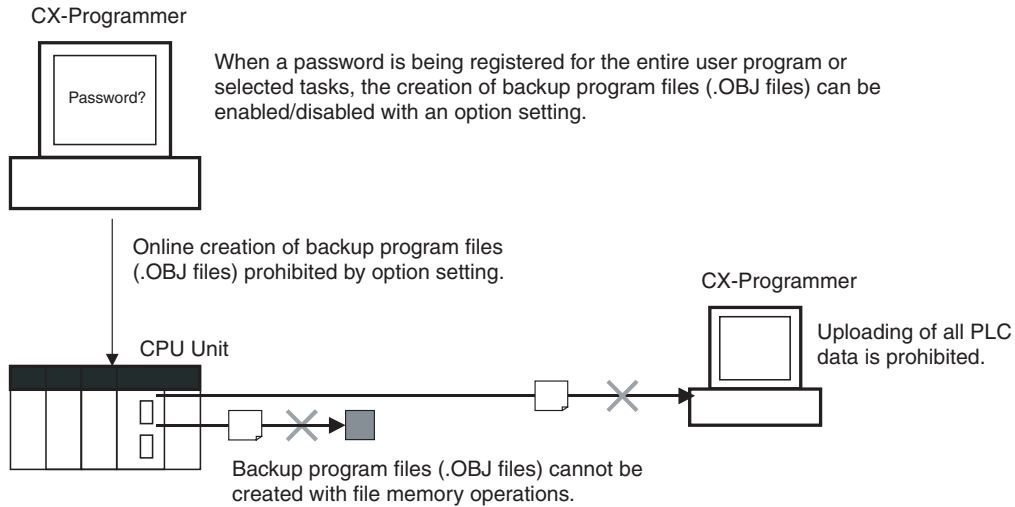 CX-Programmer
Password?
When a password is being registered for the entire user program or
selected tasks, the creation of backup program files (.OBJ files) can be
enabled/disabled with an option setting.
Online creation of backup program files
(.OBJ files) prohibited by option setting.
CX-Programmer
Uploading of all PLC
data is prohibited.
CPU Unit
Backup program files (.OBJ files) cannot be
created with file memory operations.